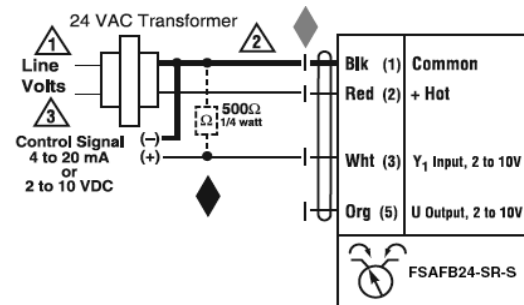 24 VAC Transformer
1
2
Line
Volts
3
Control Signal
4 to 20 mA
or
2 to 10 VDC
(–)
(+)
Ω
500Ω
1/4 watt
Blk (1) Common
Red (2) + Hot
Wht (3) Y1 Input, 2 to 10V
Org (5) U Output, 2 to 10V
FSAFB24-SR-S